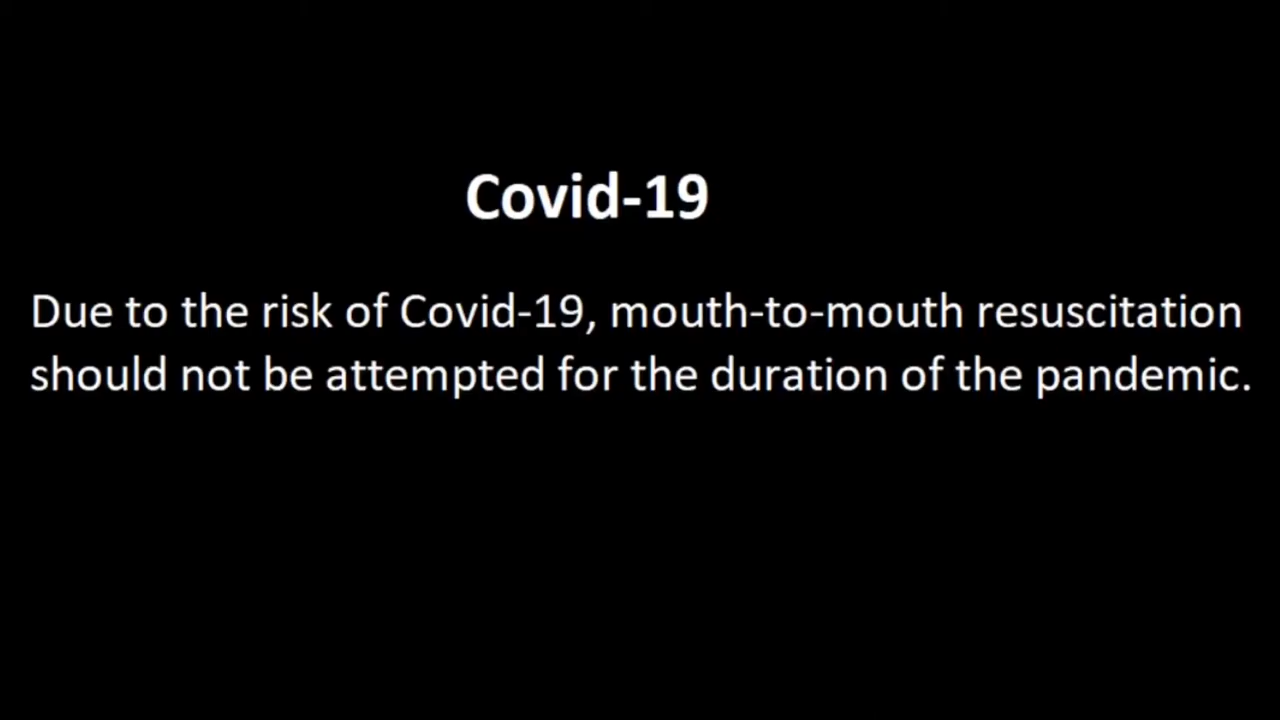 Covid-19
Due to the risk of Covid-19, mouth-to-mouth resuscitation
should not be attempted for the duration of the pandemic.